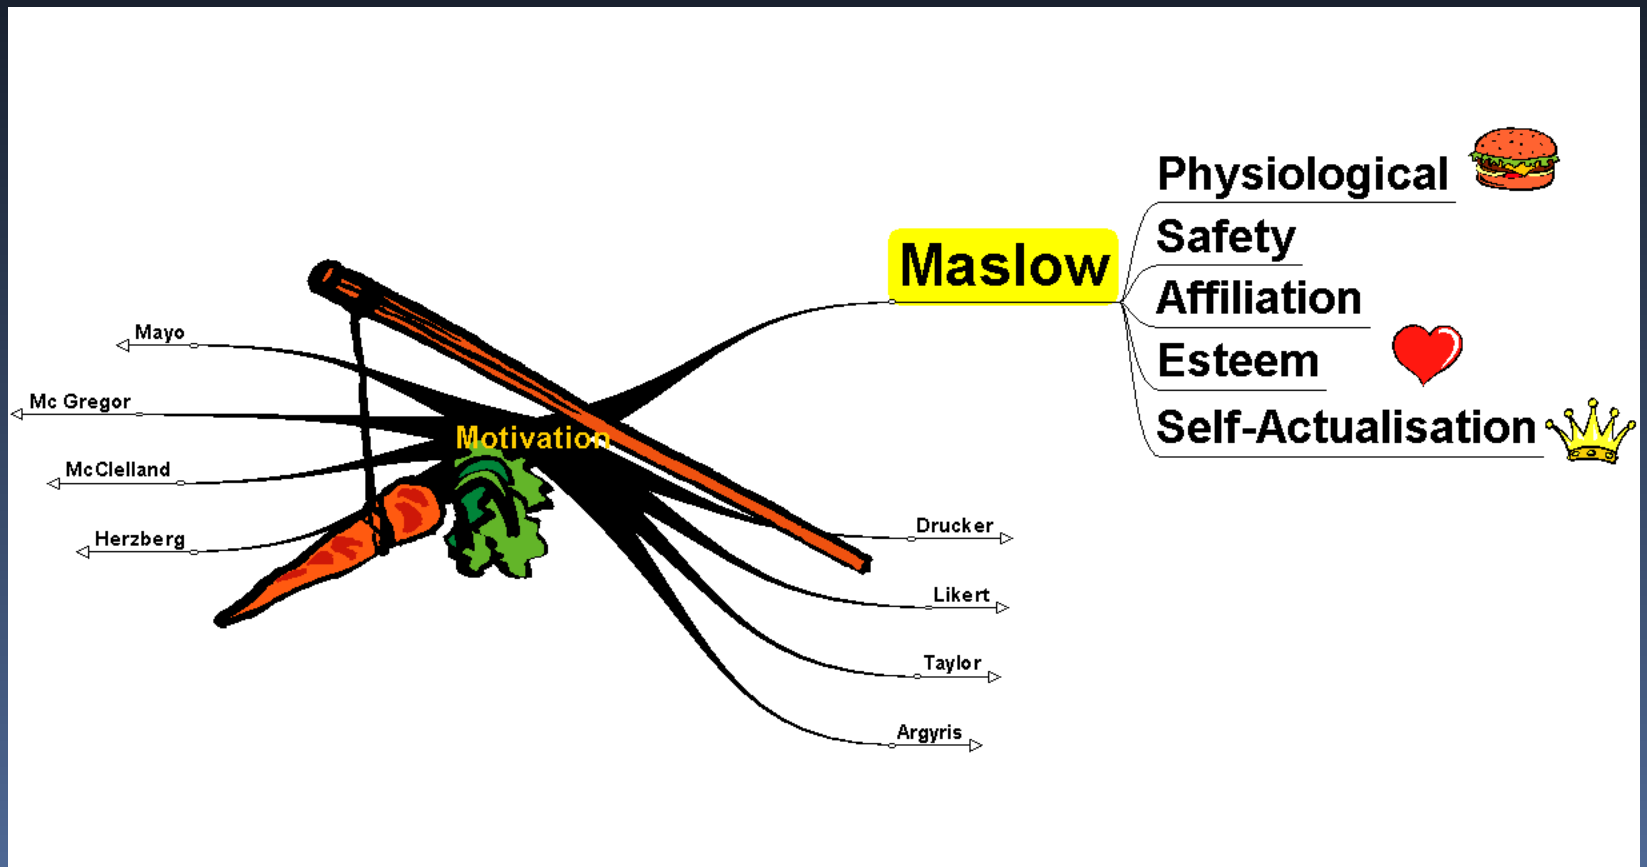 Motivation
Maslow
Physiological
Safety
Affiliation
Esteem
Self-Actualisation
Drucker
Likert
Taylor
Argyris
Mayo
Mc Gregor
McClelland
Herzberg